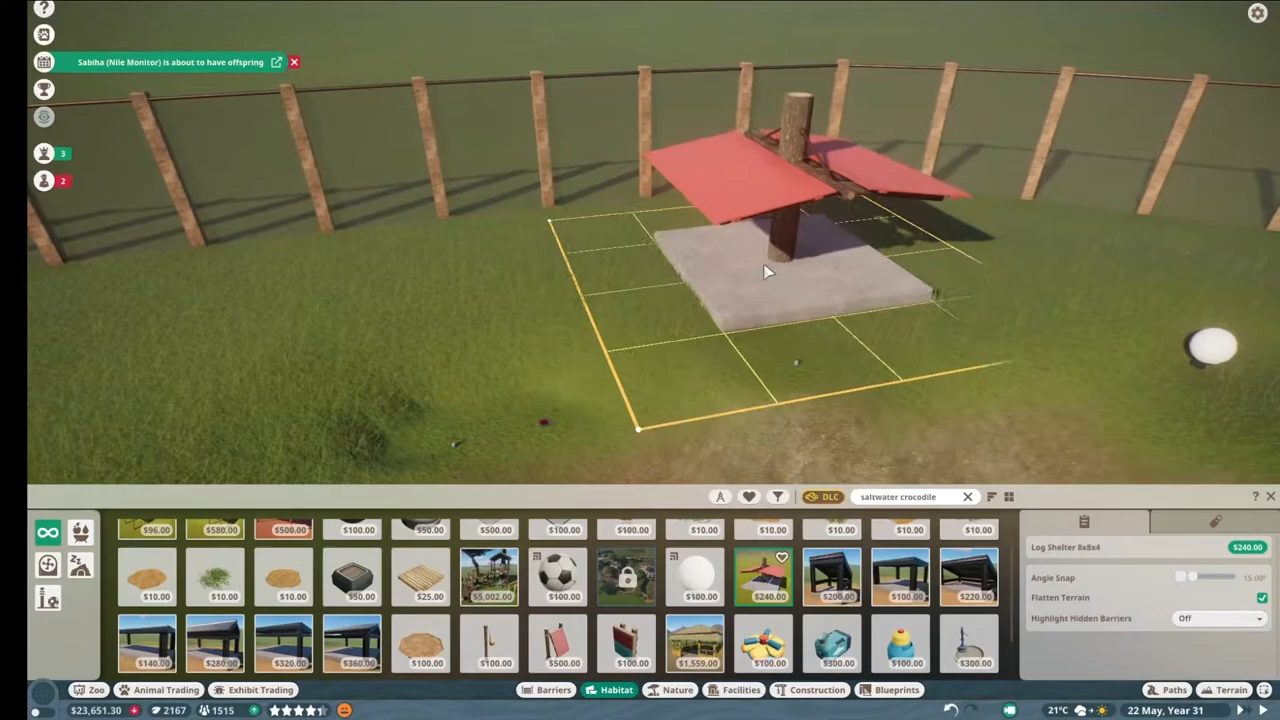 ?
Sabiha (Nile Monitor) is about to have offspring
3
2
DLC
saltwater crocodile
?
$96.00
$580.00
$500.00
$100.00
$50.00
$500.00
$100.00
$100.00
$10.00
$10.00
$100.00
$10.00
Log Shelter 8x8x4
$240.00
$10.00
$10.00
$10.00
$50.00
$25.00
$5,002.00
$100.00
$100.00
$240.00
$200.00
$100.00
$220.00
Angle Snap
15.00°
Flatten Terrain
Highlight Hidden Barriers
Off
$140.00
$280.00
$320.00
$360.00
$100.00
$100.00
$500.00
$100.00
$1,559.00
$100.00
$300.00
$100.00
$300.00
Zoo
Animal Trading
Exhibit Trading
Barriers
Habitat
Nature
Facilities
Construction
Blueprints
Paths
Terrain
$23,651.30
2167
1515
21°C
22 May, Year 31